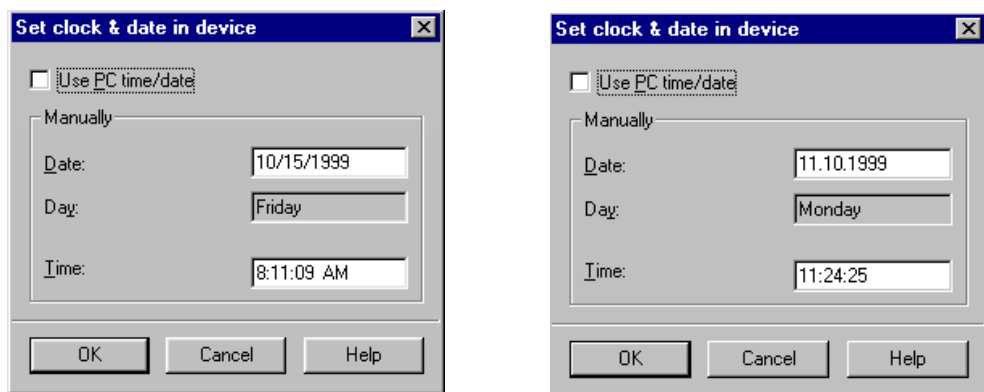 Set clock & date in device
Use PC time/date
Manually
Date: 10/15/1999
Day: Friday
Time: 8:11:09 AM
OK Cancel Help
Set clock & date in device
Use PC time/date
Manually
Date: 11.10.1999
Day: Monday
Time: 11:24:25
OK Cancel Help